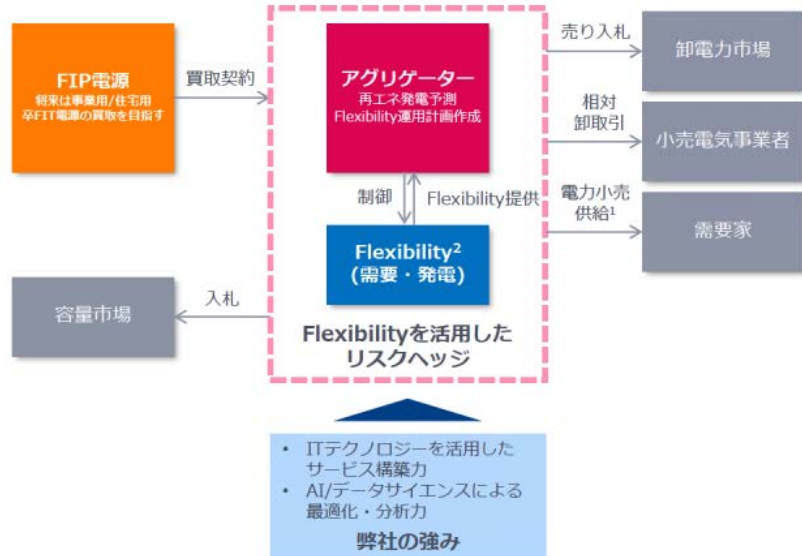 FIP電源
将来は事業用/住宅用
卒FIT電源の買取を目指す
買取契約
アグリゲーター
再エネ発電予測
Flexibility運用計画作成
制御
Flexibility提供
Flexibility²
(需要・発電)
Flexibilityを活用した
リスクヘッジ
売り入札
卸電力市場
相対
卸取引
小売電気事業者
電力小売
供給¹
需要家
入札
容量市場
• ITテクノロジーを活用した
サービス構築力
• AI/データサイエンスによる
最適化・分析力
弊社の強み